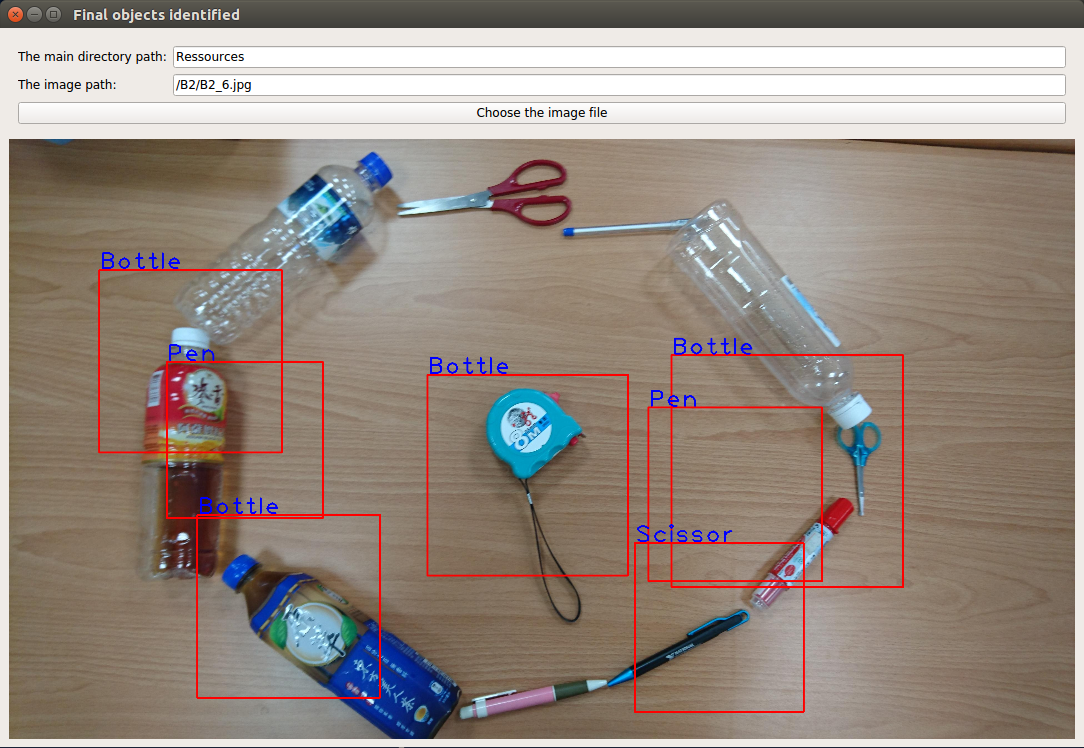 Final objects identified
The main directory path: Ressources
The image path: /B2/B2_6.jpg
Choose the image file
Bottle
Pen
Bottle
Bottle
Bottle
Pen
Scissor
8M